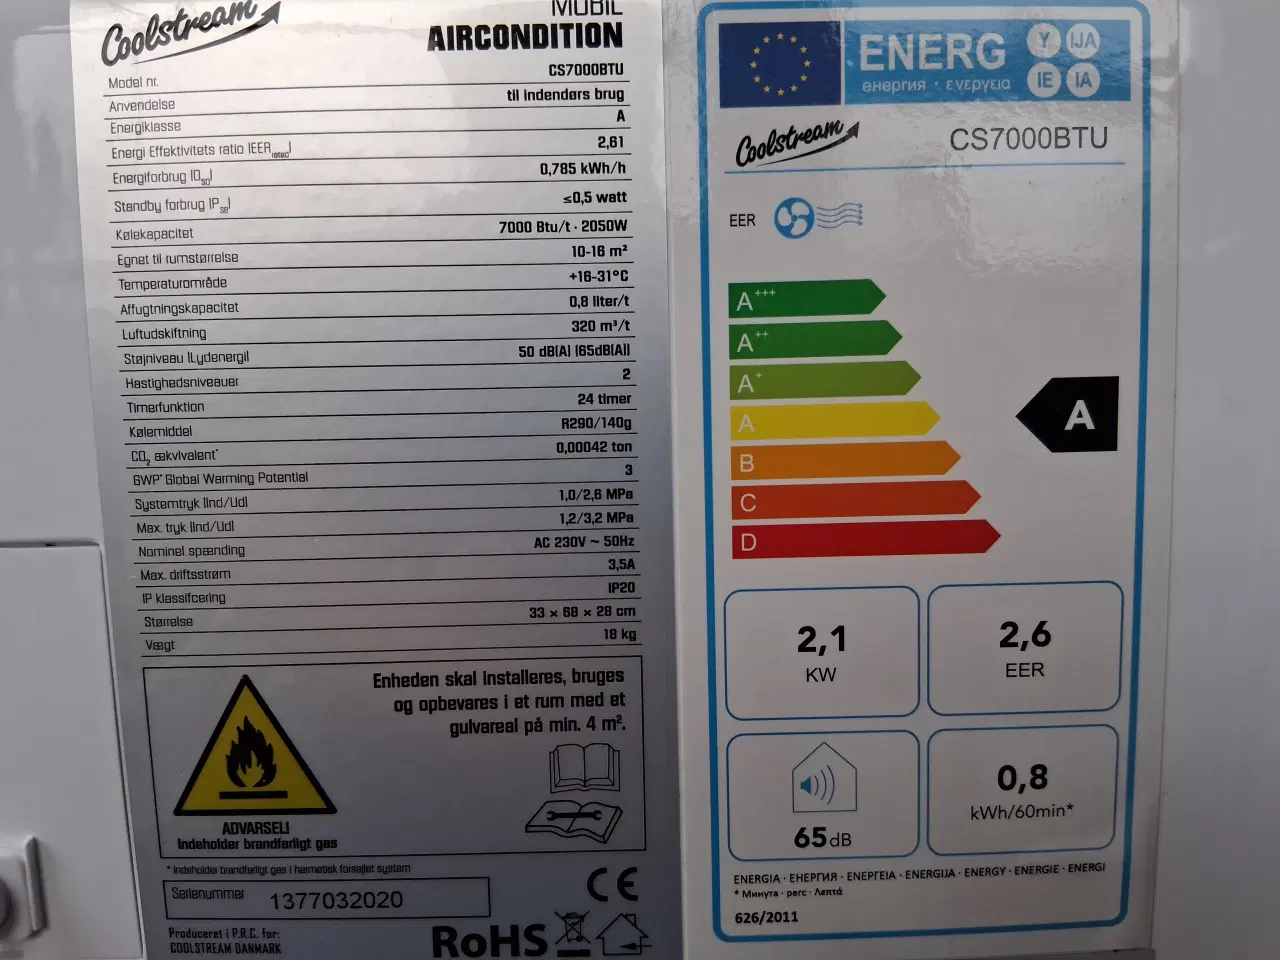 Coolstream
MOBIL
AIRCONDITION
Model nr. CS7000BTU
Anvendelse til indendørs brug
Energiklasse A
Energi Effektivitets ratio (EERrated) 2,61
Energiforbrug (QSD) 0,785 kWh/h
Standby forbrug (PSB) ≤0,5 watt
Kølekapacitet 7000 Btu/t · 2050W
Egnet til rumstørrelse 10-16 m²
Temperaturområde +16-31°C
Affugtningskapacitet 0,8 liter/t
Luftudskiftning 320 m³/t
Støjniveau (Lydenergi) 50 dB(A) (65dB(A))
Hastighedsniveauer 2
Timerfunktion 24 timer
Kølemiddel R290/140g
CO2 ækvivalent* 0,00042 ton
GWP* Global Warming Potential 3
Systemtryk (Ind/Ud) 1,0/2,6 MPa
Max. tryk (Ind/Ud) 1,2/3,2 MPa
Nominel spænding AC 230V ~ 50Hz
Max. driftsstrøm 3,5A
IP klassifcering IP20
Størrelse 33 × 68 × 28 cm
Vægt 18 kg
Enheden skal installeres, bruges
og opbevares i et rum med et
gulvareal på min. 4 m².
ADVARSEL!
Indeholder brandfarligt gas
* Indeholder brandfarligt gas i hermetisk forseglet system
Serienummer 1377032020
CE
Produceret i P.R.C. for:
COOLSTREAM DANMARK
RoHS
ENERG
енергия · ενεργεια
Y IJA
IE IA
Coolstream CS7000BTU
EER
A+++
A++
A+
A
B
C
D
A
2,1
KW
2,6
EER
65dB
0,8
kWh/60min*
ENERGIA · ЕНЕРГИЯ · ΕΝΕΡΓΕΙΑ · ENERGIJA · ENERGY · ENERGIE · ENERGI
* Минута · perc · Λεπτά
626/2011